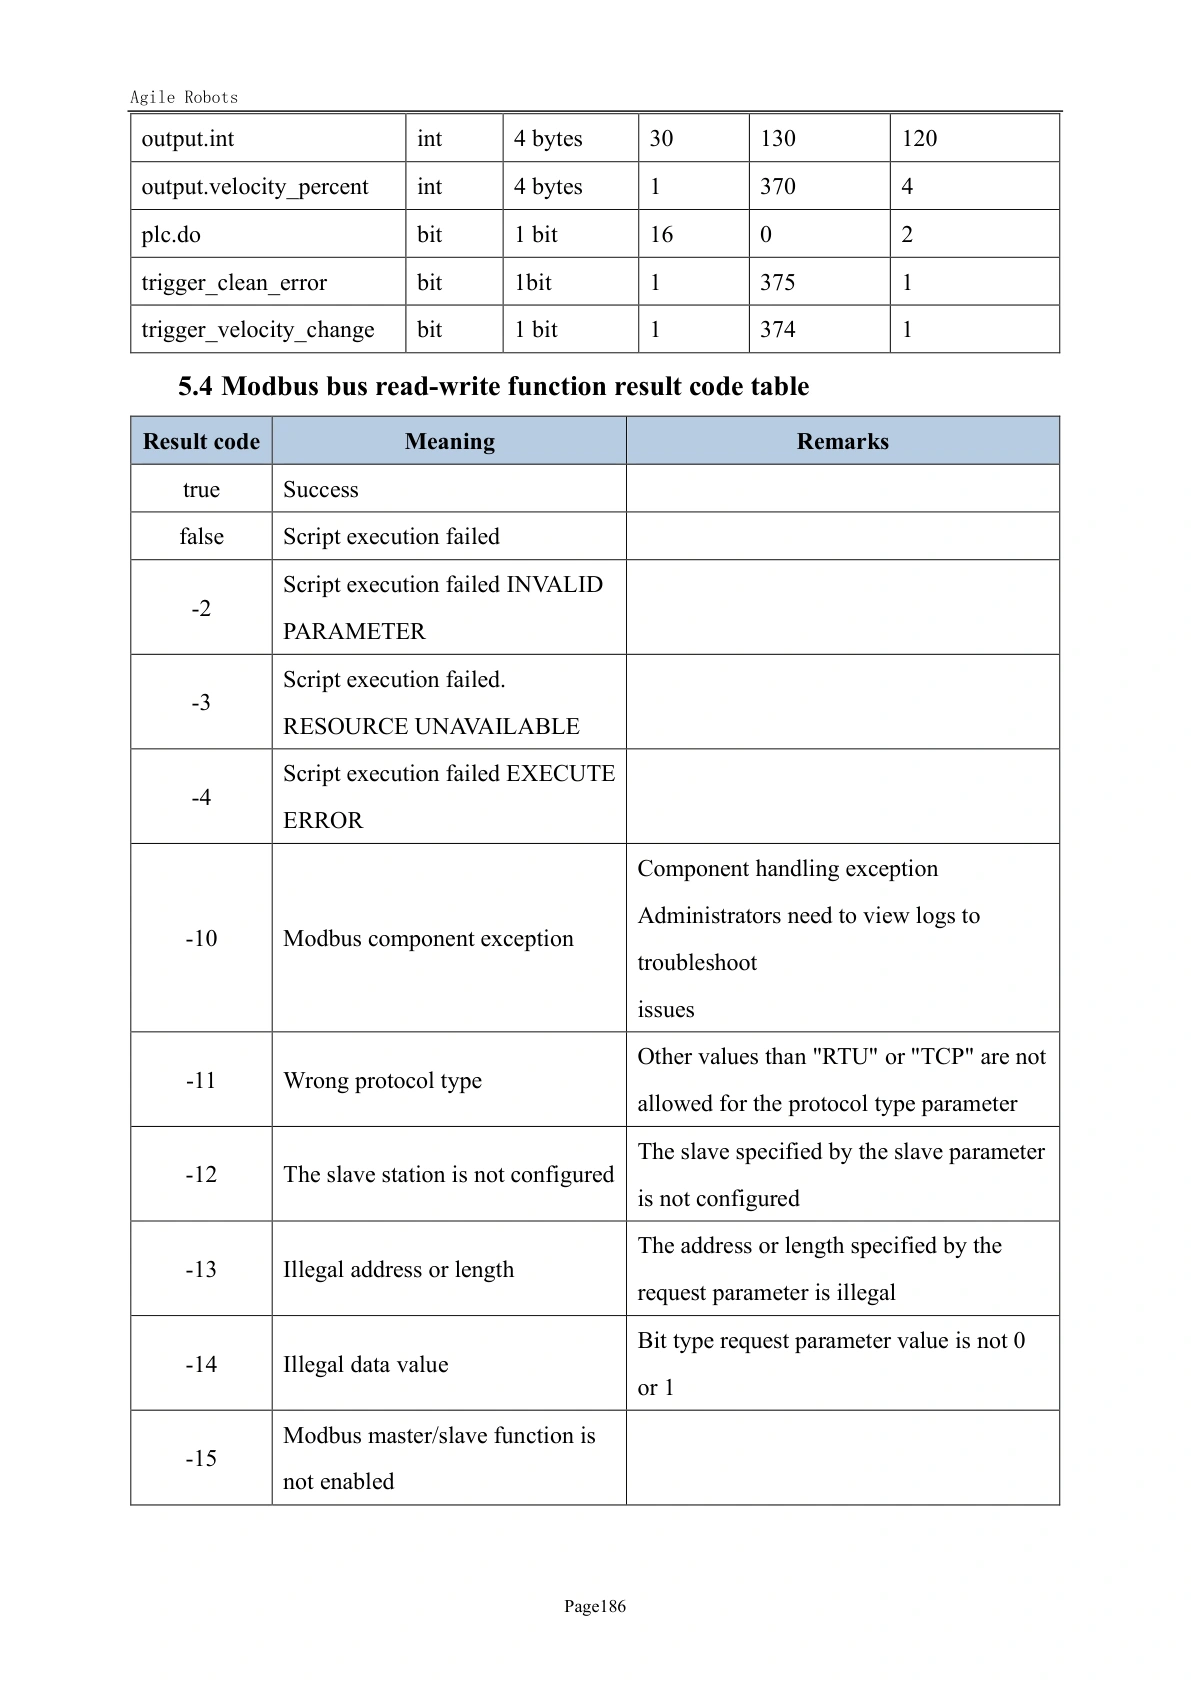 Agile Robots
output.int int 4 bytes 30 130 120
output.velocity_percent int 4 bytes 1 370 4
plc.do bit 1 bit 16 0 2
trigger_clean_error bit 1bit 1 375 1
trigger_velocity_change bit 1 bit 1 374 1
5.4 Modbus bus read-write function result code table
Result code Meaning Remarks
true Success
false Script execution failed
-2
Script execution failed INVALID
PARAMETER
-3
Script execution failed.
RESOURCE UNAVAILABLE
-4
Script execution failed EXECUTE
ERROR
-10
Modbus component exception
Component handling exception
Administrators need to view logs to
troubleshoot
issues
-11
Wrong protocol type
Other values than "RTU" or "TCP" are not
allowed for the protocol type parameter
-12
The slave station is not configured
The slave specified by the slave parameter
is not configured
-13
Illegal address or length
The address or length specified by the
request parameter is illegal
-14
Illegal data value
Bit type request parameter value is not 0
or 1
-15
Modbus master/slave function is
not enabled
Page186